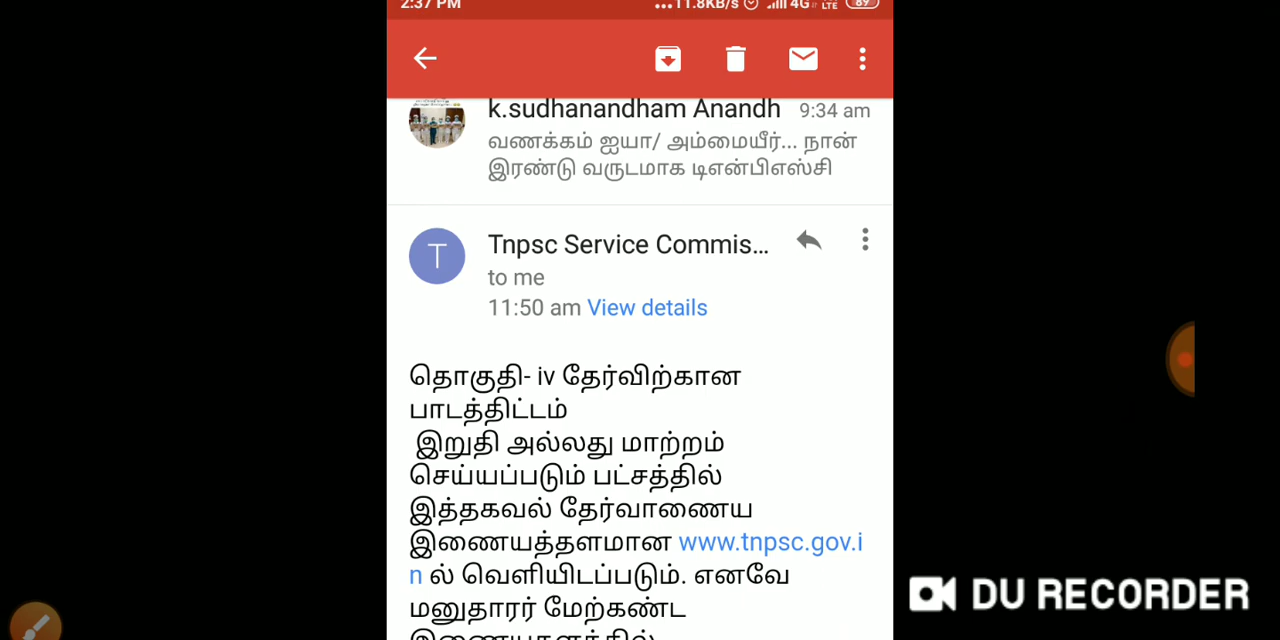 2:37 PM ...11.8KB/s 4G LTE 89
k.sudhanandham Anandh 9:34 am
வணக்கம் ஐயா/ அம்மையீர்... நான்
இரண்டு வருடமாக டிஎன்பிஎஸ்சி
T
Tnpsc Service Commis...
to me
11:50 am View details
தொகுதி- iv தேர்விற்கான
பாடத்திட்டம்
இறுதி அல்லது மாற்றம்
செய்யப்படும் பட்சத்தில்
இத்தகவல் தேர்வாணைய
இணையத்தளமான www.tnpsc.gov.i
n ல் வெளியிடப்படும். எனவே
மனுதாரர் மேற்கண்ட
DU RECORDER